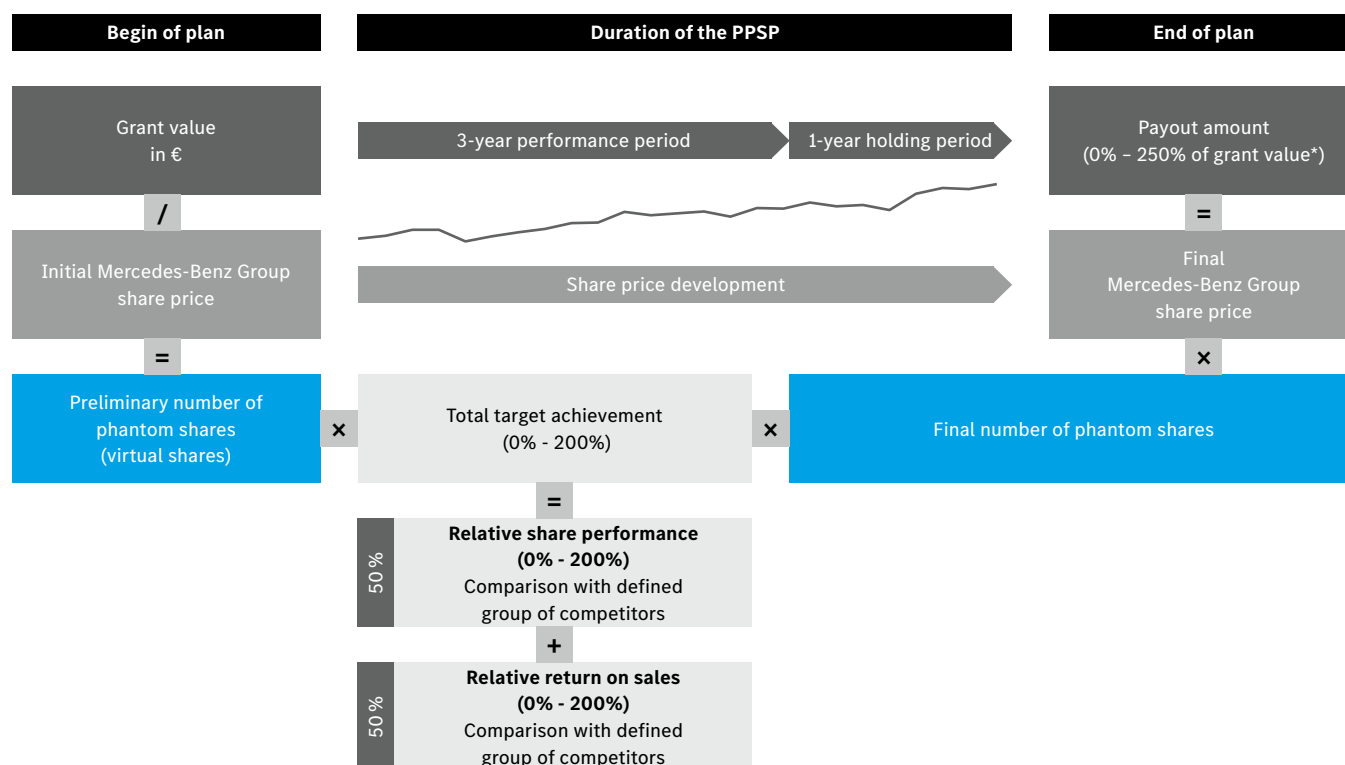 Begin of plan
Duration of the PPSP
End of plan
Grant value
in €
/
Initial Mercedes-Benz Group
share price
=
Preliminary number of
phantom shares
(virtual shares)
3-year performance period
1-year holding period
Share price development
×
Total target achievement
(0% - 200%)
=
50 %
Relative share performance
(0% - 200%)
Comparison with defined
group of competitors
+
50 %
Relative return on sales
(0% - 200%)
Comparison with defined
group of competitors
×
Payout amount
(0% – 250% of grant value*)
=
Final
Mercedes-Benz Group
share price
×
Final number of phantom shares